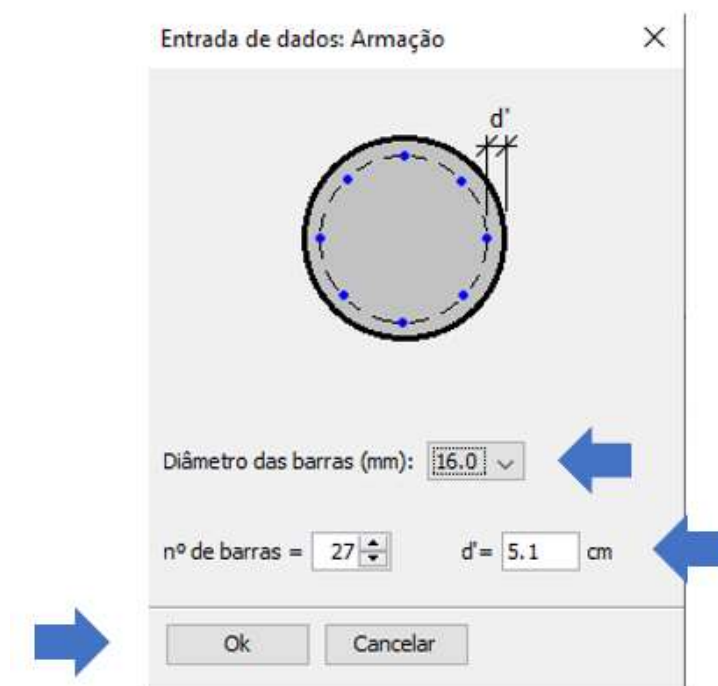 Entrada de dados: Armação
d'
Diâmetro das barras (mm): 16.0
nº de barras = 27 d'= 5.1 cm
Ok Cancelar